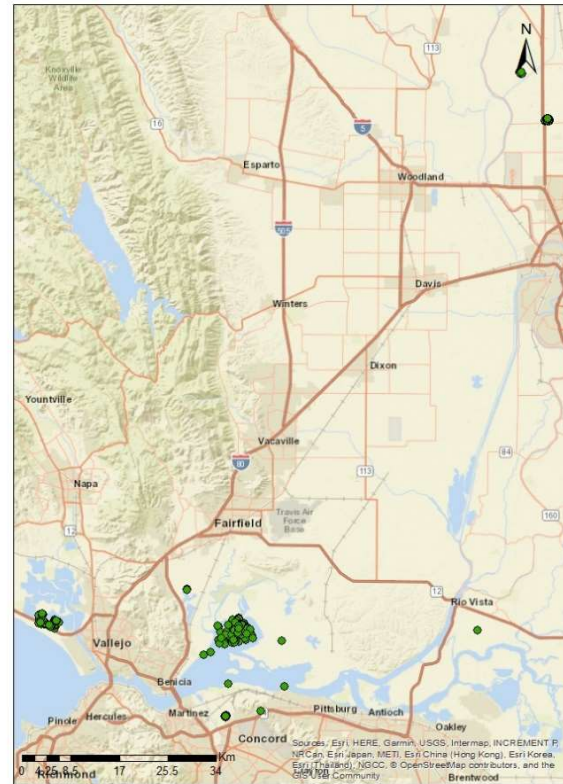 N
113
Knoxville
Wildlife
Area
16
5
Esparto
Woodland
505
Davis
Winters
Dixon
Yountville
Vacaville
84
80
113
Napa
Travis Air
Force
Base
160
12
Fairfield
12
Rio Vista
Vallejo
Benicia
Pittsburg
Antioch
Martinez
Hercules
Pinole
Oakley
Concord
Sources: Esri, HERE, Garmin, USGS, Intermap, INCREMENT P,
NRCan, Esri Japan, METI, Esri China (Hong Kong), Esri Korea,
Esri (Thailand), NGCC, © OpenStreetMap contributors, and the
GIS User Community
Km
Richmond
0 4.25 8.5 17 25.5 34
Clayton
Brentwood